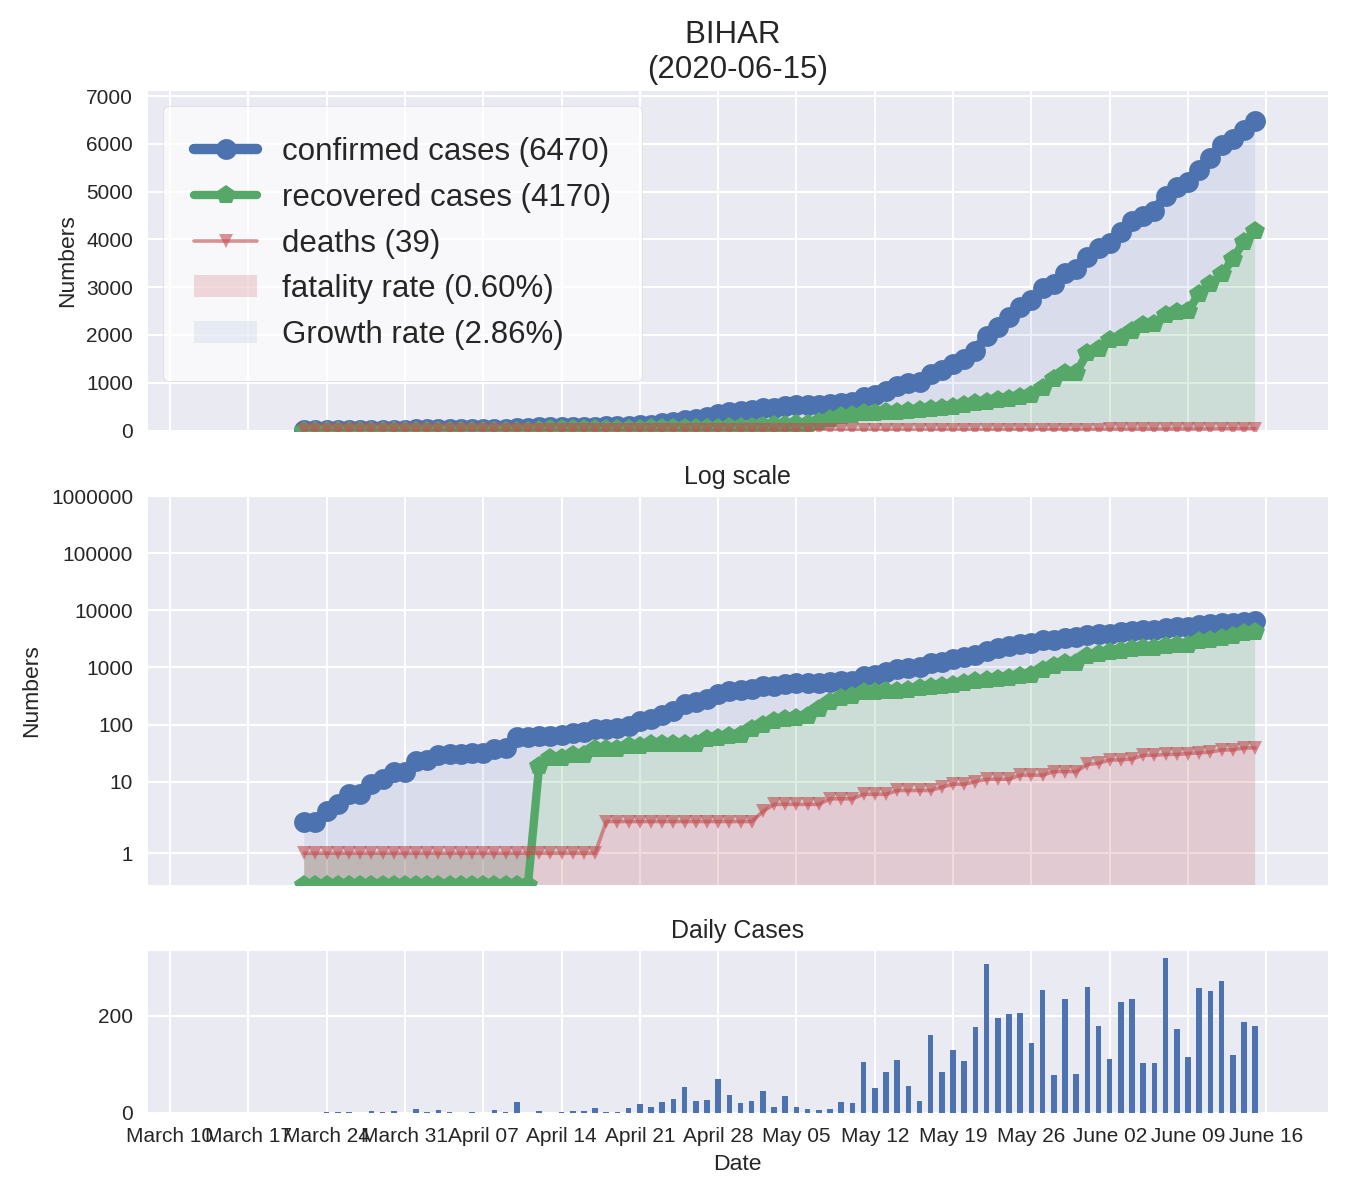 BIHAR
(2020-06-15)
7000
6000
5000
4000
3000
2000
1000
0
Numbers
confirmed cases (6470)
recovered cases (4170)
deaths (39)
fatality rate (0.60%)
Growth rate (2.86%)
Log scale
1000000
100000
10000
1000
100
10
1
Numbers
Daily Cases
200
0
March 10 March 17 March 24 March 31 April 07 April 14 April 21 April 28 May 05 May 12 May 19 May 26 June 02 June 09 June 16
Date